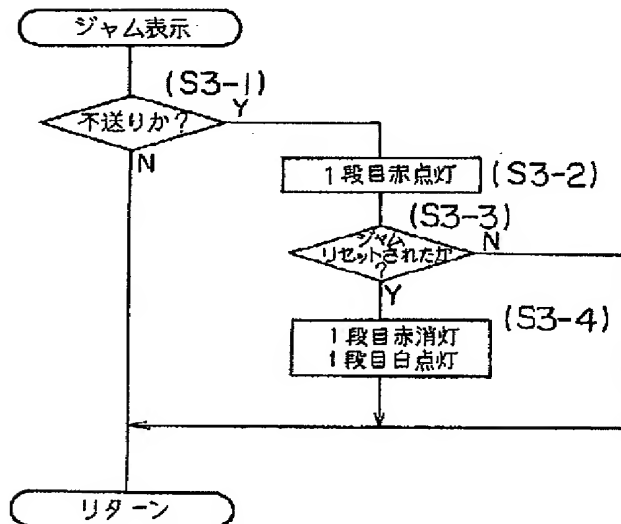 ジャム表示
(S3-1)
不送りか？
Y
N
1段目赤点灯
(S3-2)
(S3-3)
ジャム
リセットされたか
？
N
Y
(S3-4)
1段目赤消灯
1段目白点灯
リターン